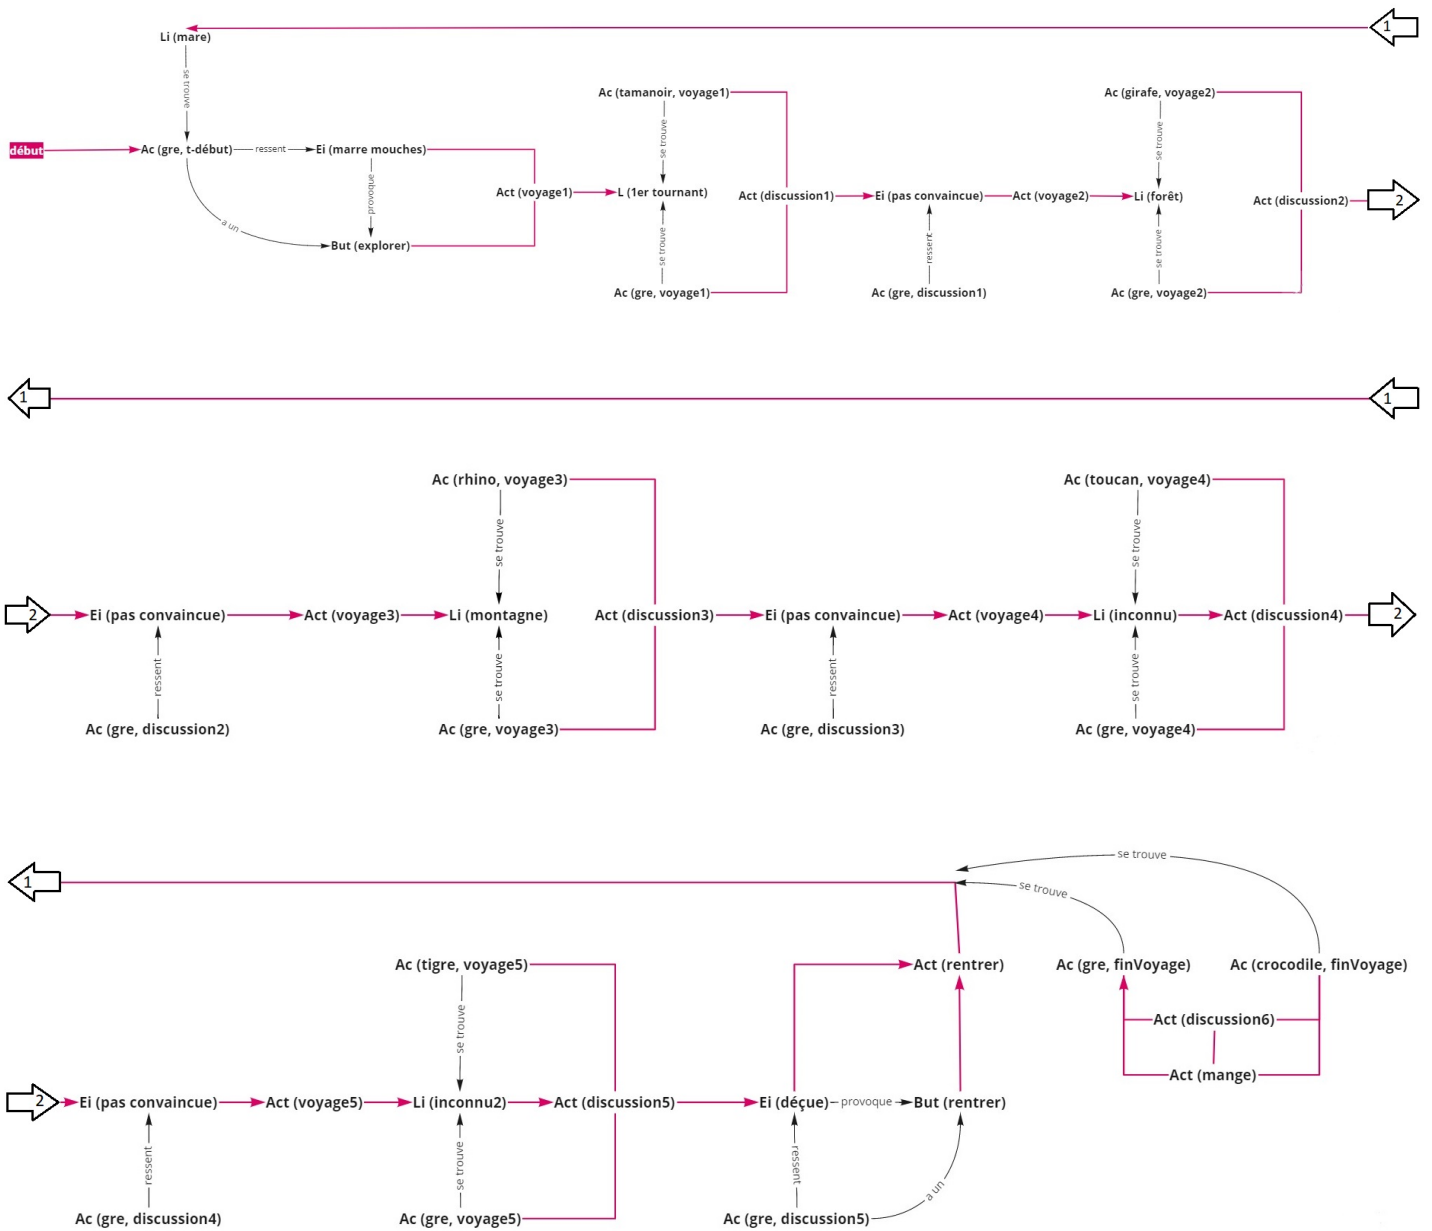 1
Li (mare)
se trouve
début
Ac (gre, t-début)
ressent
Ei (marre mouches)
provoque
a un
But (explorer)
Act (voyage1)
Ac (tamanoir, voyage1)
se trouve
L (1er tournant)
se trouve
Ac (gre, voyage1)
Act (discussion1)
Ei (pas convaincue)
ressent
Ac (gre, discussion1)
Act (voyage2)
Ac (girafe, voyage2)
se trouve
Li (forêt)
se trouve
Ac (gre, voyage2)
Act (discussion2)
2
1
1
2
Ei (pas convaincue)
ressent
Ac (gre, discussion2)
Act (voyage3)
Ac (rhino, voyage3)
se trouve
Li (montagne)
se trouve
Ac (gre, voyage3)
Act (discussion3)
Ei (pas convaincue)
ressent
Ac (gre, discussion3)
Act (voyage4)
Ac (toucan, voyage4)
se trouve
Li (inconnu)
se trouve
Ac (gre, voyage4)
Act (discussion4)
2
1
2
Ei (pas convaincue)
ressent
Ac (gre, discussion4)
Act (voyage5)
Ac (tigre, voyage5)
se trouve
Li (inconnu2)
se trouve
Ac (gre, voyage5)
Act (discussion5)
Ei (déçue)
provoque
But (rentrer)
ressent
Ac (gre, discussion5)
a un
Act (rentrer)
se trouve
se trouve
Ac (gre, finVoyage)
Ac (crocodile, finVoyage)
Act (discussion6)
Act (mange)